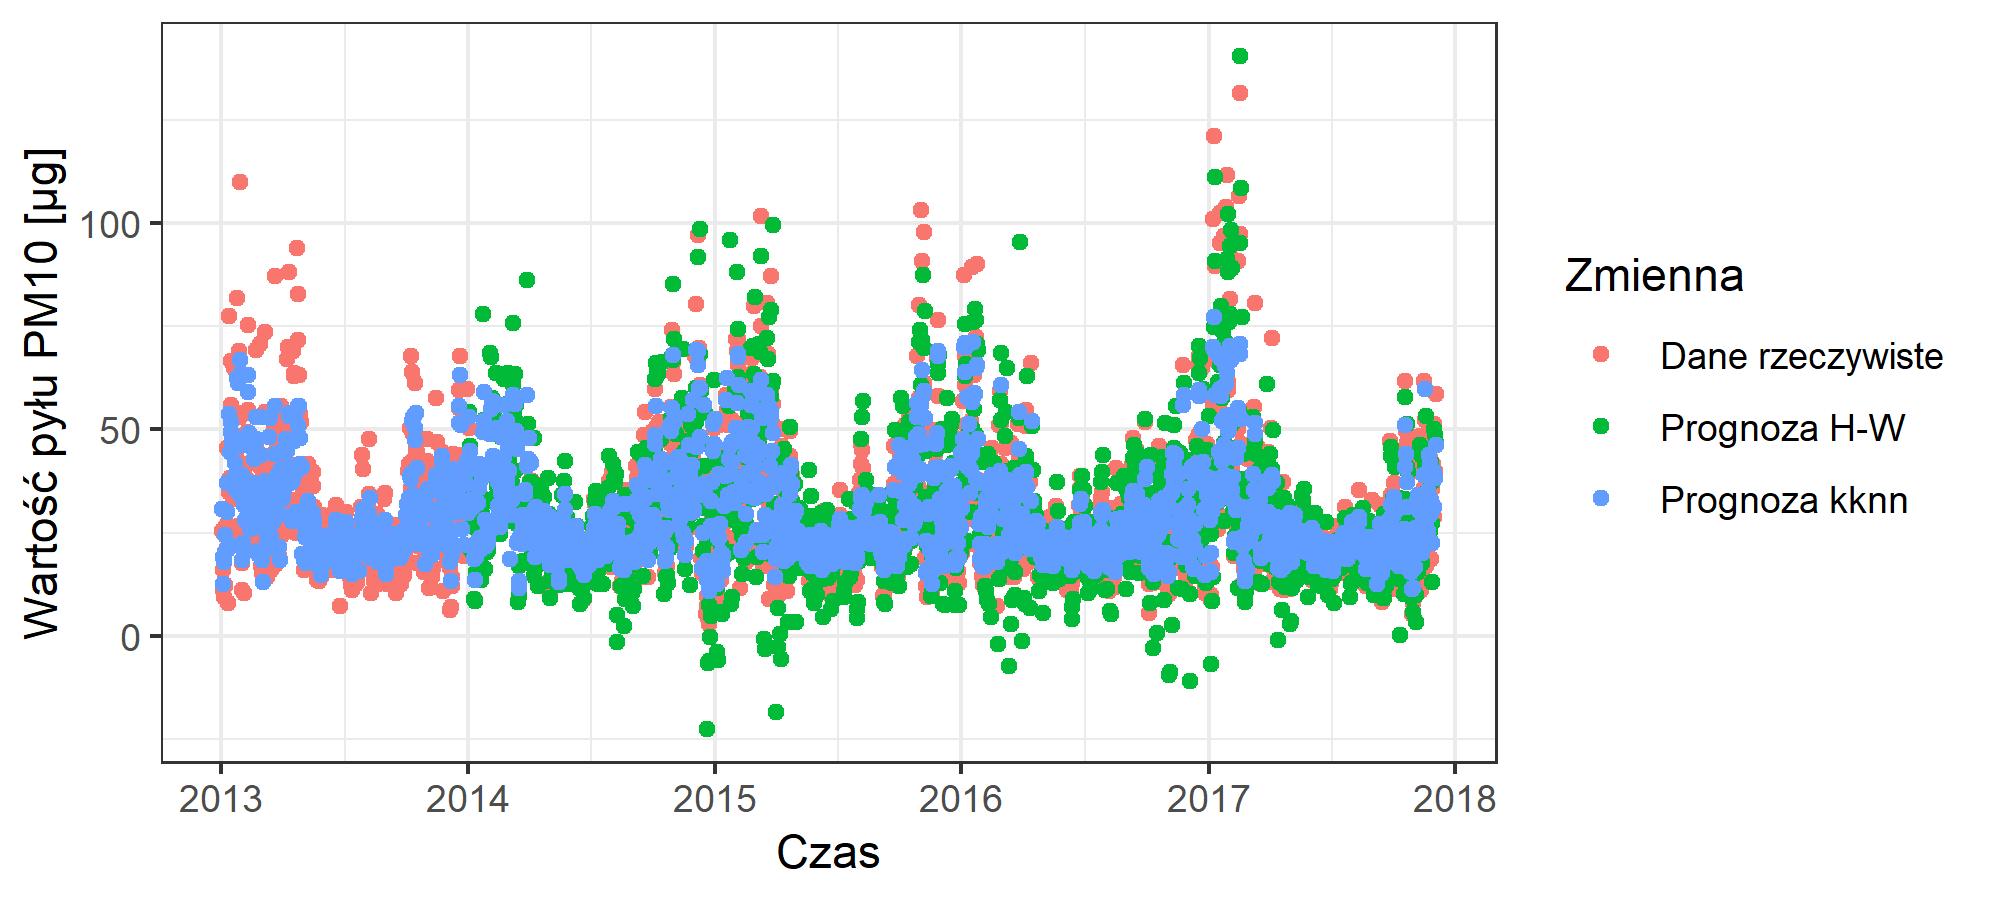 Wartość pyłu PM10 [µg]
100
50
0
2013 2014 2015 2016 2017 2018
Czas
Zmienna
Dane rzeczywiste
Prognoza H-W
Prognoza kknn